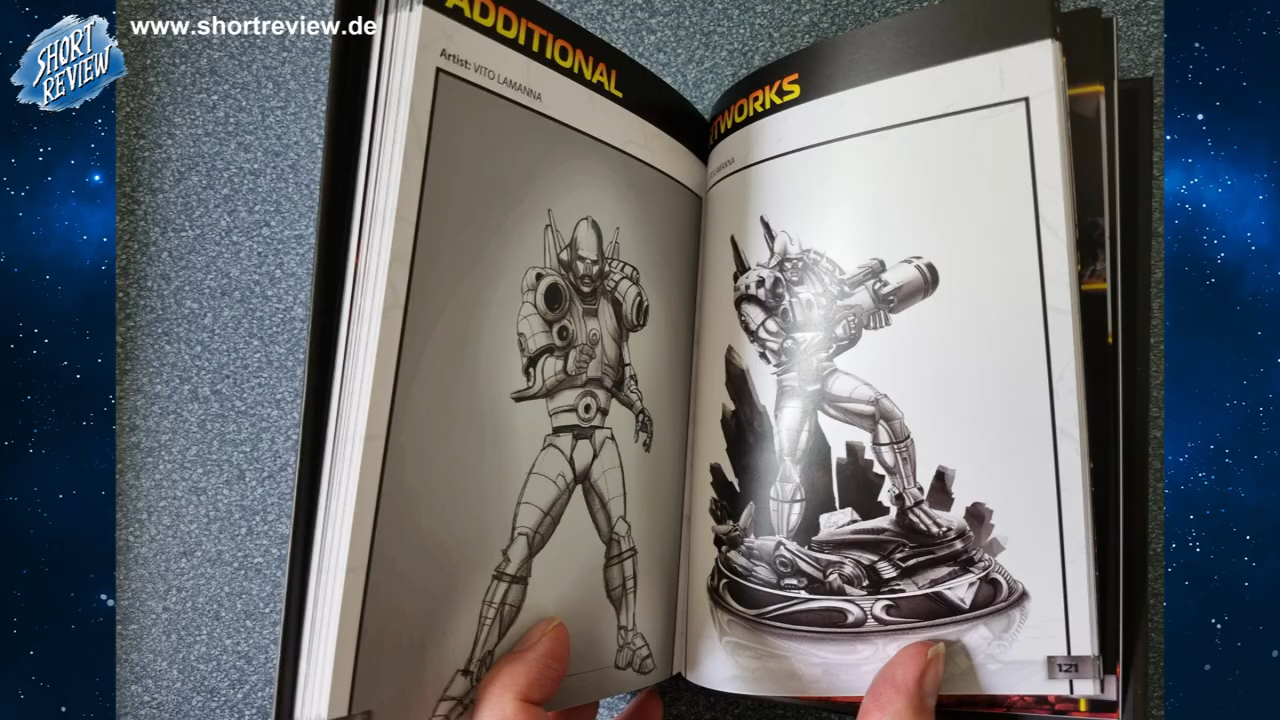 SHORT
REVIEW
www.shortreview.de
ADDITIONAL
Artist: VITO LAMANNA
TWORKS
121